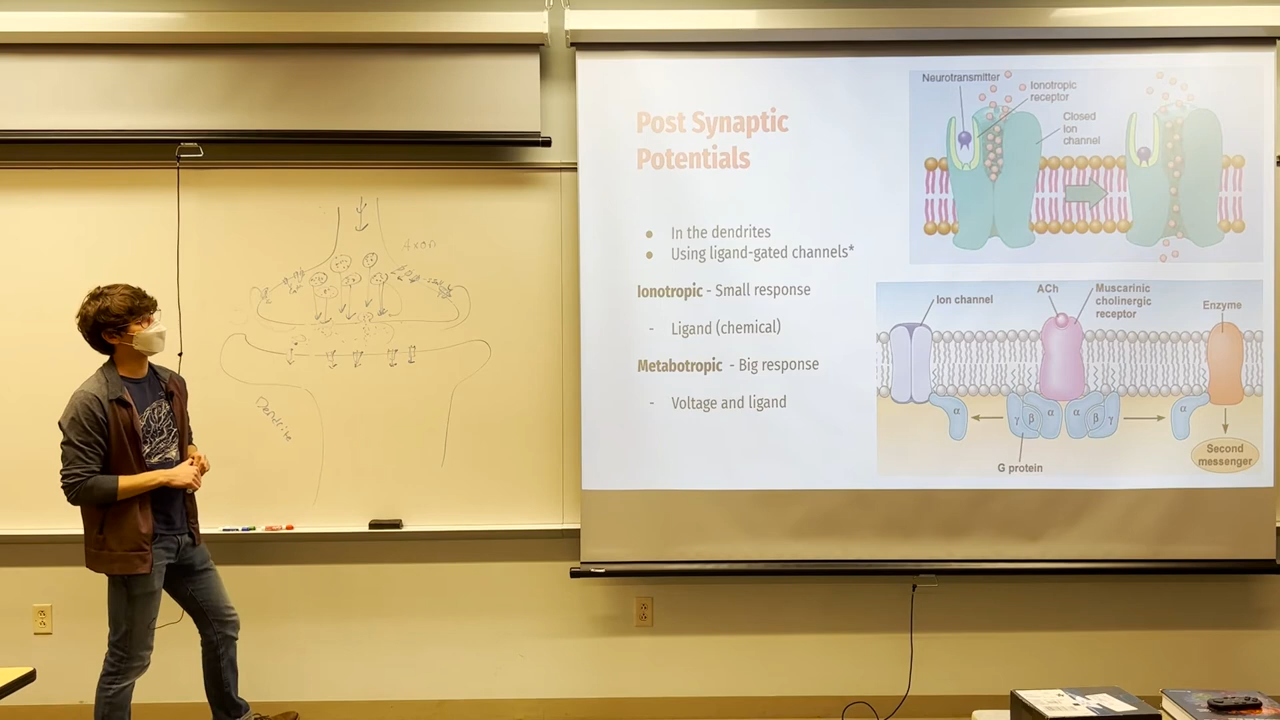 Axon
Dendrite
Post Synaptic
Potentials
● In the dendrites
● Using ligand-gated channels*
Ionotropic - Small response
- Ligand (chemical)
Metabotropic - Big response
- Voltage and ligand
Neurotransmitter
Ionotropic
receptor
Closed
ion
channel
Ion channel
ACh
Muscarinic
cholinergic
receptor
Enzyme
α
γ
β
α
α
β
γ
α
G protein
Second
messenger